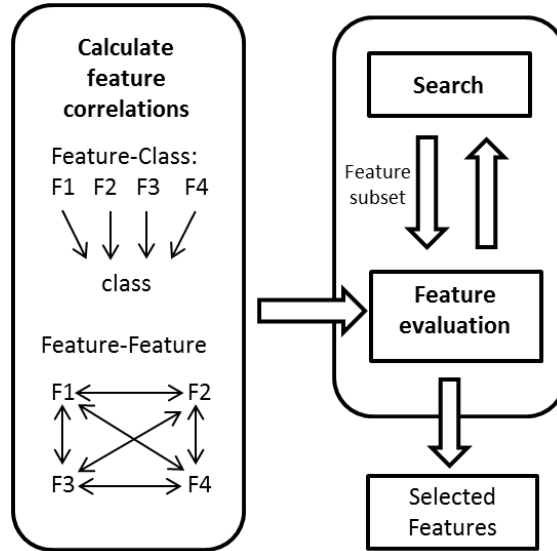 Calculate
feature
correlations
Feature-Class:
F1 F2 F3 F4
class
Feature-Feature
F1 F2
F3 F4
Search
Feature
subset
Feature
evaluation
Selected
Features